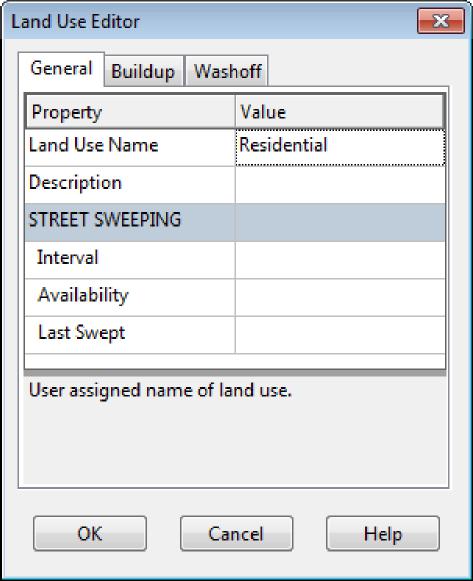 Land Use Editor
General Buildup Washoff
Property Value
Land Use Name Residential
Description
STREET SWEEPING
Interval
Availability
Last Swept
User assigned name of land use.
OK Cancel Help